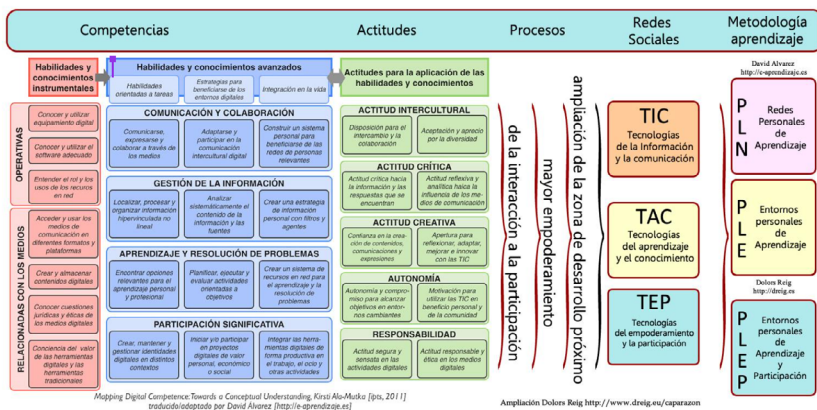 Competencias
Actitudes
Procesos
Redes
Sociales
Metodología
aprendizaje
Habilidades y
conocimientos
instrumentales
OPERATIVAS
Conocer y utilizar
equipamiento digital
Conocer y utilizar
el software adecuado
Entender el rol y los
usos de los recuros
en red
RELACIONADAS CON LOS MEDIOS
Acceder y usar los
medios de
comunicación en
diferentes formatos y
plataformas
Crear y almacenar
contenidos digitales
Conocer cuestiones
jurídicas y éticas de
los medios digitales
Conciencia del valor
de las herramientas
digitales y las
herramientas
tradicionales
Habilidades y conocimientos avanzados
Habilidades
orientadas a tareas
Estrategias para
beneficiarse de los
entornos digitales
Integración en la vida
COMUNICACIÓN Y COLABORACIÓN
Comunicarse,
expresarse y
colaborar a través de
los medios
Adaptarse y
participar en la
comunicación
intercultural digital
Construir un sistema
personal para
beneficiarse de las
redes de personas
relevantes
GESTIÓN DE LA INFORMACIÓN
Localizar, procesar y
organizar información
hipervinculada no
lineal
Analizar
sistemáticamente el
contenido de la
información y las
fuentes
Crear una estrategia
de información
personal con filtros y
agentes
APRENDIZAJE Y RESOLUCIÓN DE PROBLEMAS
Encontrar opciones
relevantes para el
aprendizaje personal y
profesional
Planificar, ejecutar y
evaluar actividades
orientadas a
objetivos
Crear un sistema de
recursos en red para
el aprendizaje y la
resolución de
problemas
PARTICIPACIÓN SIGNIFICATIVA
Crear, mantener y
gestionar identidades
digitales en distintos
contextos
Iniciar y/o participar
en proyectos
digitales de valor
personal, económico o
social
Integrar las herra-
mientas digitales de
forma productiva en
el trabajo, el ocio y
otras actividades
Actitudes para la aplicación de las
habilidades y conocimientos
ACTITUD INTERCULTURAL
Disposición para el
intercambio y la
colaboración
Aceptación y aprecio
por la diversidad
ACTITUD CRÍTICA
Actitud crítica hacia
la información y las
respuestas que se
encuentran
Actitud reflexiva y
analítica hacia la
influencia de los me-
dios de comunicación
ACTITUD CREATIVA
Confianza en la crea-
ción de contenidos,
comunicaciones y
expresiones
Apertura para
reflexionar, adaptar,
mejorar e innovar
con las TIC
AUTONOMÍA
Autonomía y compro-
miso para alcanzar
objetivos en entor-
nos cambiantes
Motivación para
utilizar las TIC en
beneficio personal y
de la comunidad
RESPONSABILIDAD
Actitud segura y
sensata en las
actividades digitales
Actitud responsable y
ética en los medios
digitales
de la interacción a la participación
mayor empoderamiento
ampliación de la zona de desarrollo próximo
TIC
Tecnologías
de la Información
y la comunicación
TAC
Tecnologías
del aprendizaje
y el conocimiento
TEP
Tecnologías
del empoderamiento
y la participación
David Alvarez
http://e-aprendizaje.es
PLN
Redes
Personales
de
Aprendizaje
PLE
Entornos
personales
de
Aprendizaje
Dolors Reig
http://dreig.es
PLEP
Entornos
personales
de
Aprendizaje
y
Participación
Mapping Digital Competence:Towards a Conceptual Understanding, Kirsti Ala-Mutka [ipts, 2011]
traducido/adaptado por David Álvarez [http://e-aprendizaje.es]
Ampliación Dolors Reig http://www.dreig.eu/caparazon